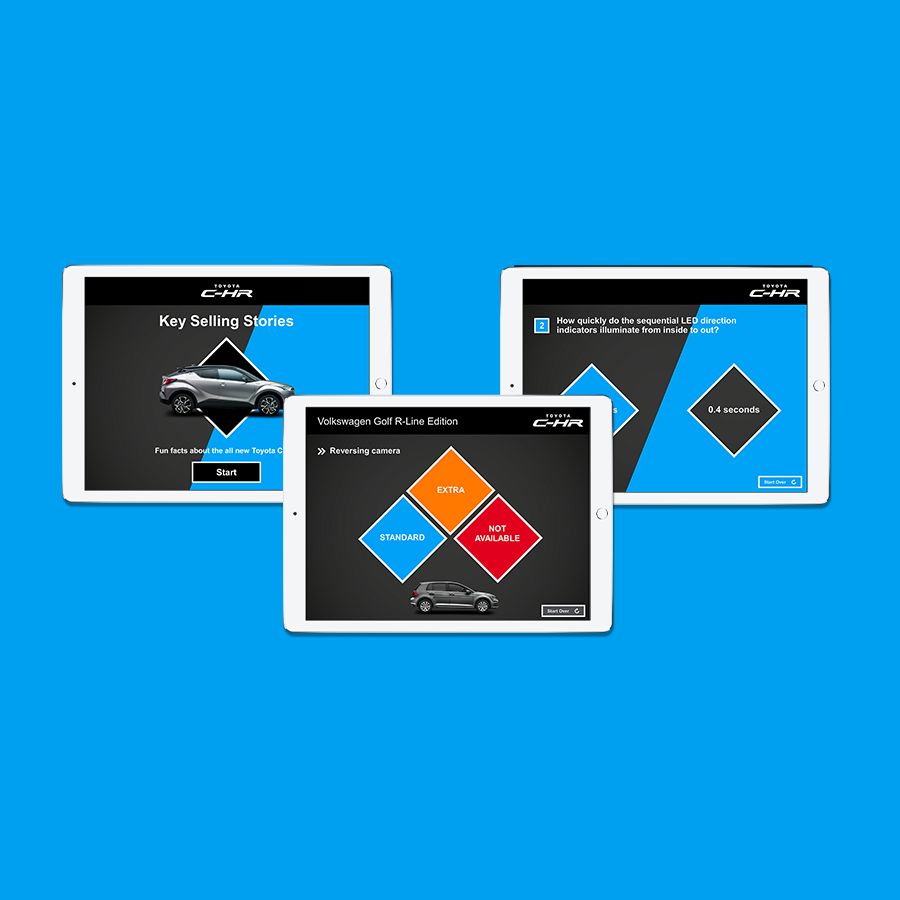 TOYOTA
C-HR
Key Selling Stories
Fun facts about the all new Toyota C
Start
TOYOTA
C-HR
2
How quickly do the sequential LED direction
indicators illuminate from inside to out?
0.4 seconds
Start Over
Volkswagen Golf R-Line Edition
TOYOTA
C-HR
Reversing camera
EXTRA
STANDARD
NOT
AVAILABLE
Start Over